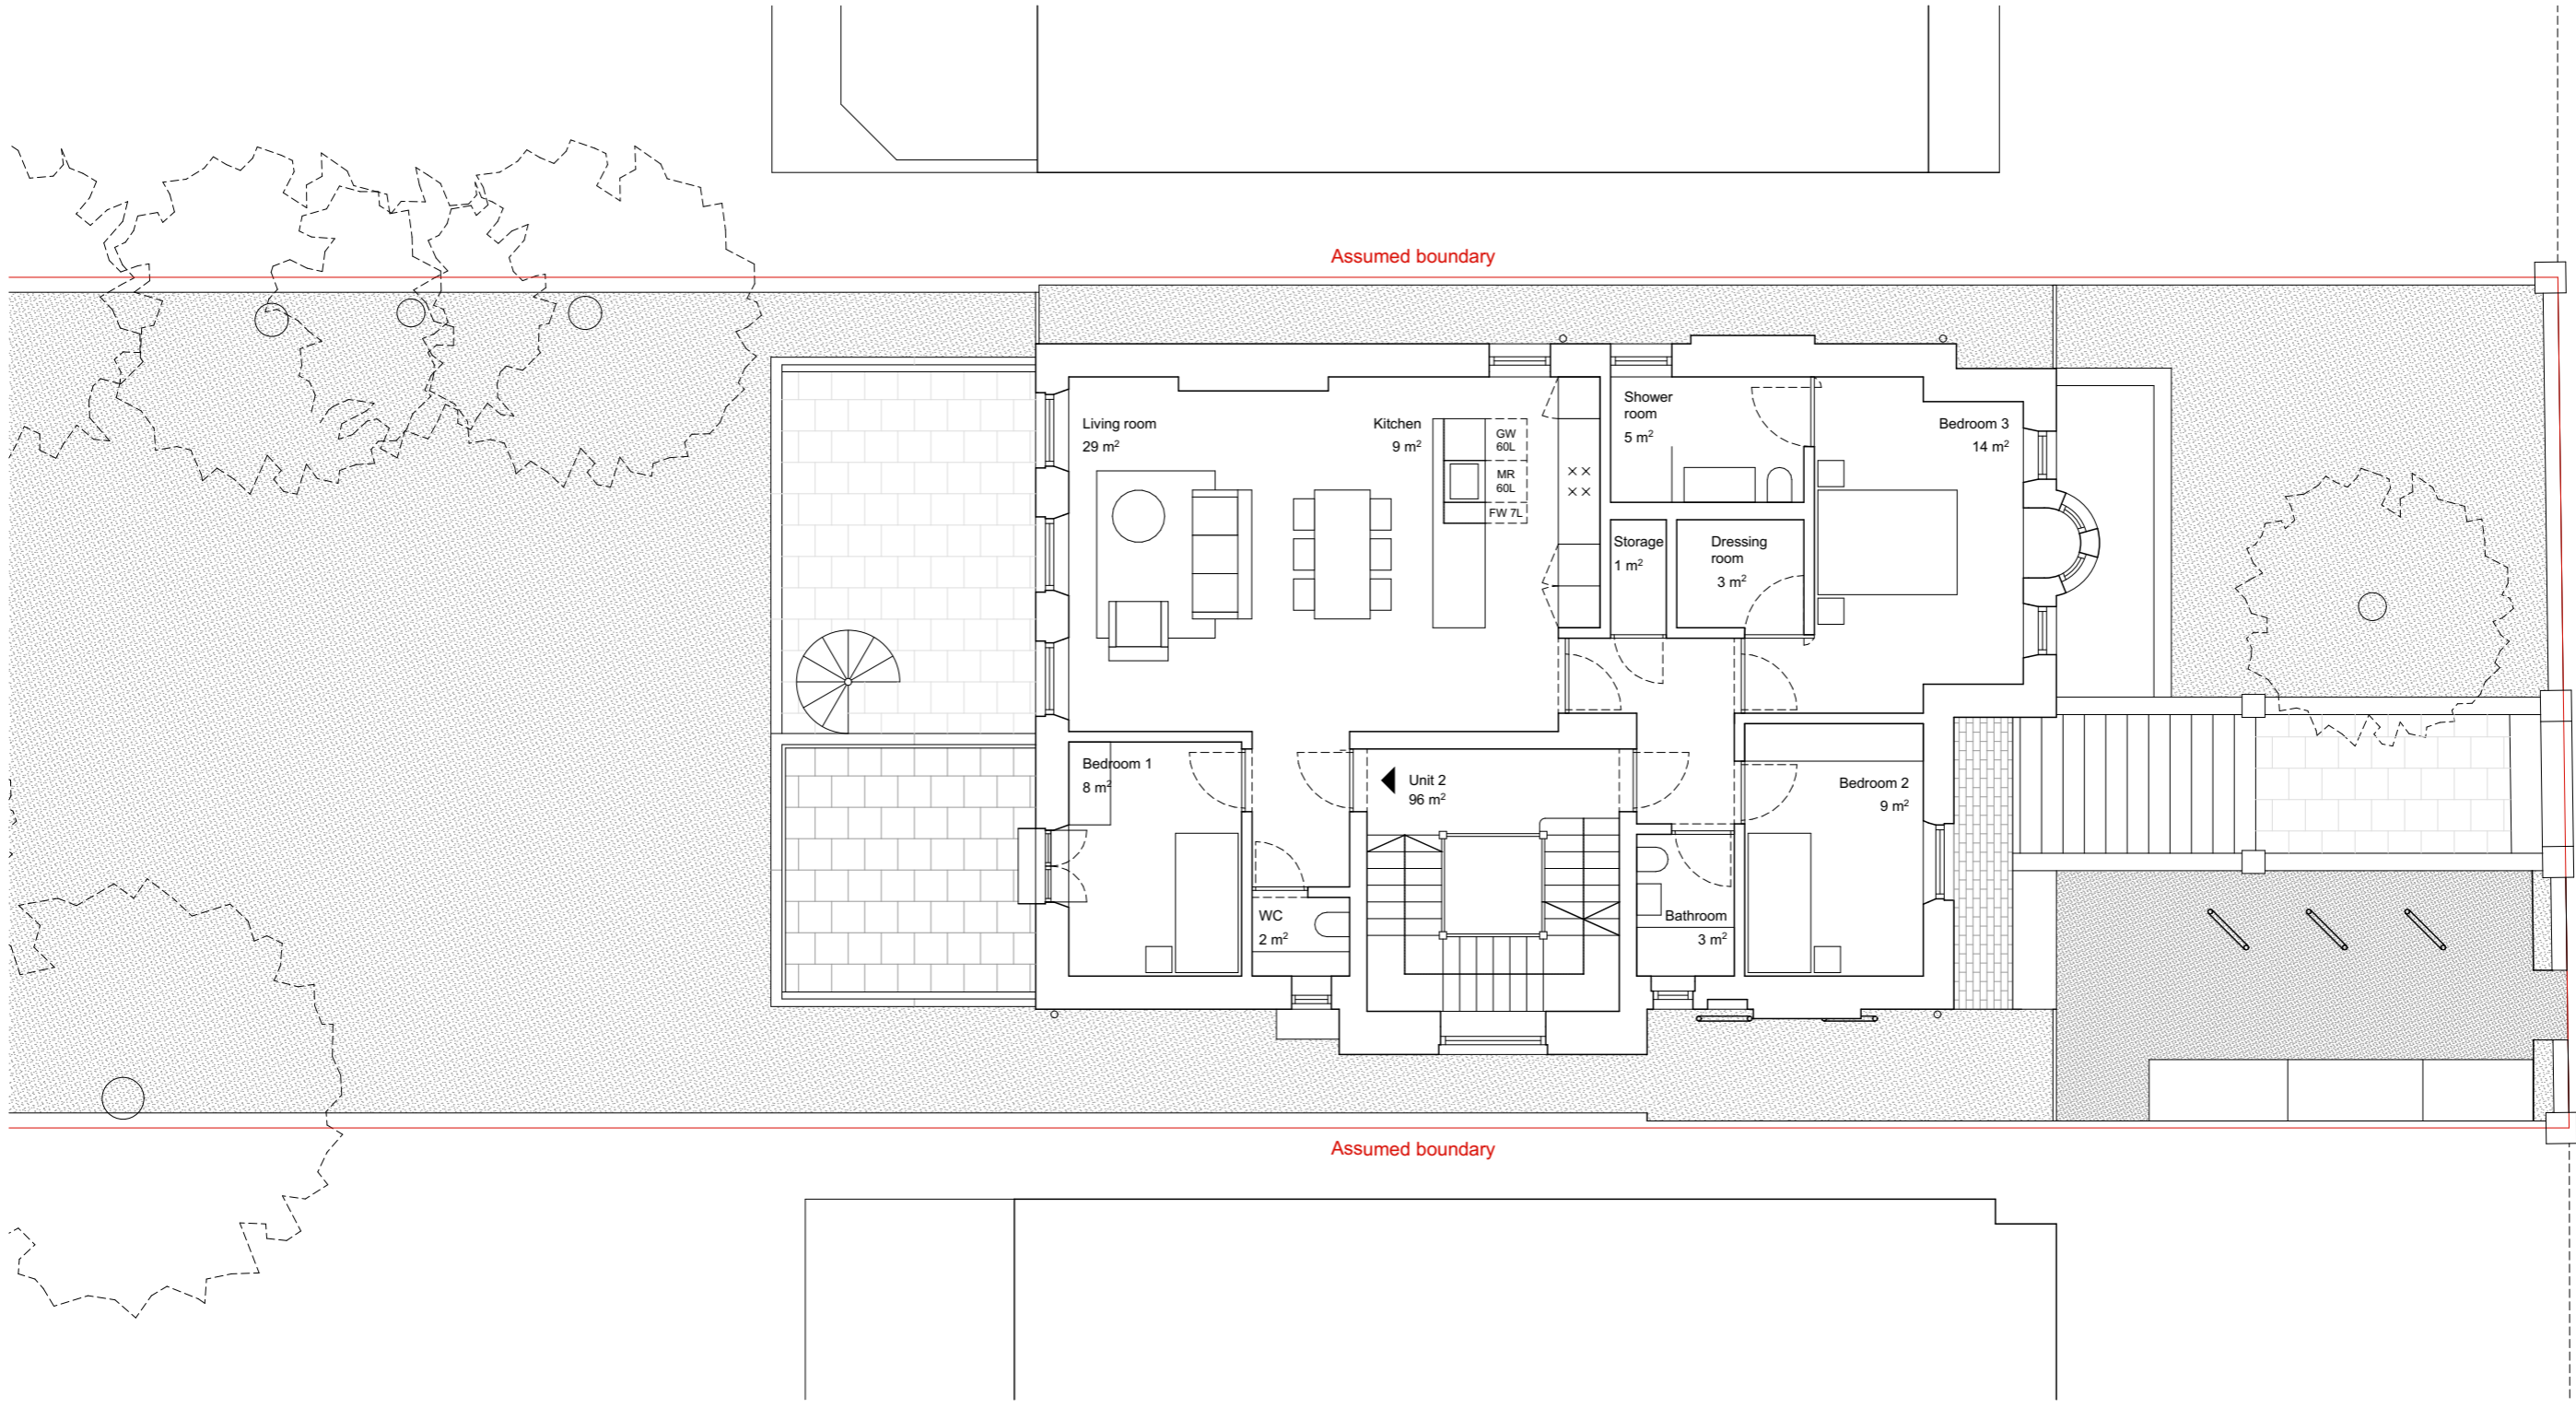 Assumed boundary
Living room
29 m²
Kitchen
9 m²
GW
60L
MR
60L
FW 7L
Shower
room
5 m²
Bedroom 3
14 m²
Storage
1 m²
Dressing
room
3 m²
Bedroom 1
8 m²
Unit 2
96 m²
Bedroom 2
9 m²
WC
2 m²
Bathroom
3 m²
Assumed boundary